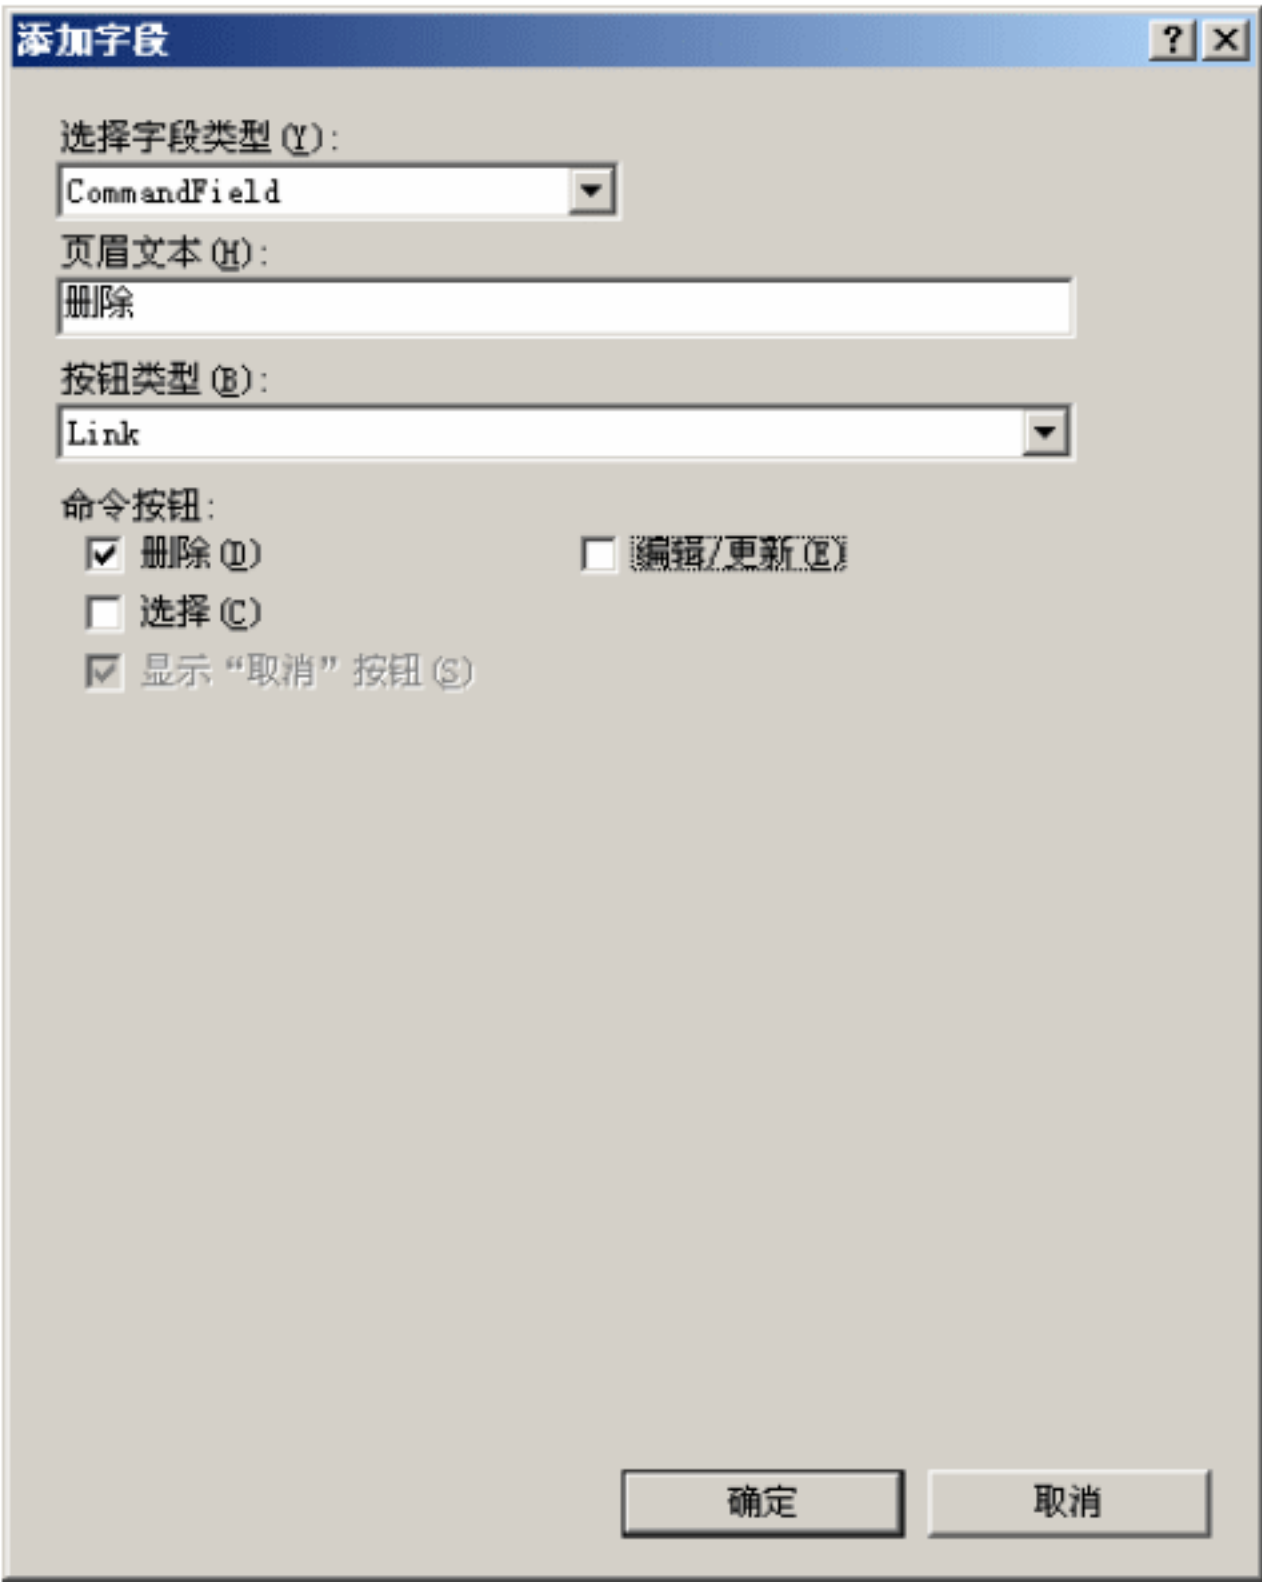 添加字段
选择字段类型(Y):
CommandField
页眉文本(H):
删除
按钮类型(B):
Link
命令按钮:
删除(D) 编辑/更新(E)
选择(C)
显示“取消”按钮(S)
确定 取消